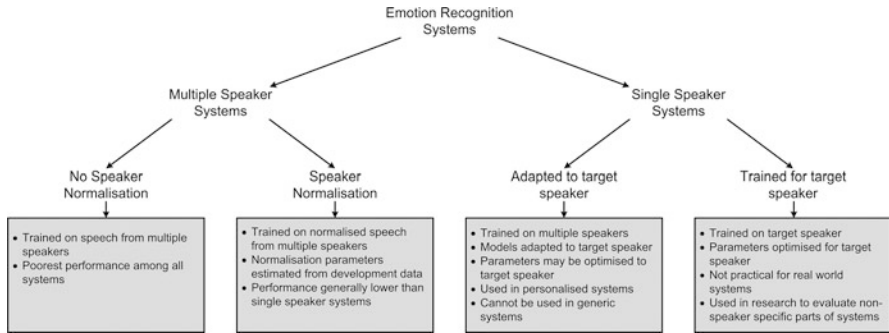 Emotion Recognition
Systems
Multiple Speaker
Systems
Single Speaker
Systems
No Speaker
Normalisation
Speaker
Normalisation
Adapted to target
speaker
Trained for target
speaker
• Trained on speech from multiple
speakers
• Poorest performance among all
systems
• Trained on normalised speech
from multiple speakers
• Normalisation parameters
estimated from development data
• Performance generally lower than
single speaker systems
• Trained on multiple speakers
• Models adapted to target speaker
• Parameters may be optimised to
target speaker
• Used in personalised systems
• Cannot be used in generic
systems
• Trained on target speaker
• Parameters optimised for target
speaker
• Not practical for real world
systems
• Used in research to evaluate non-
speaker specific parts of systems